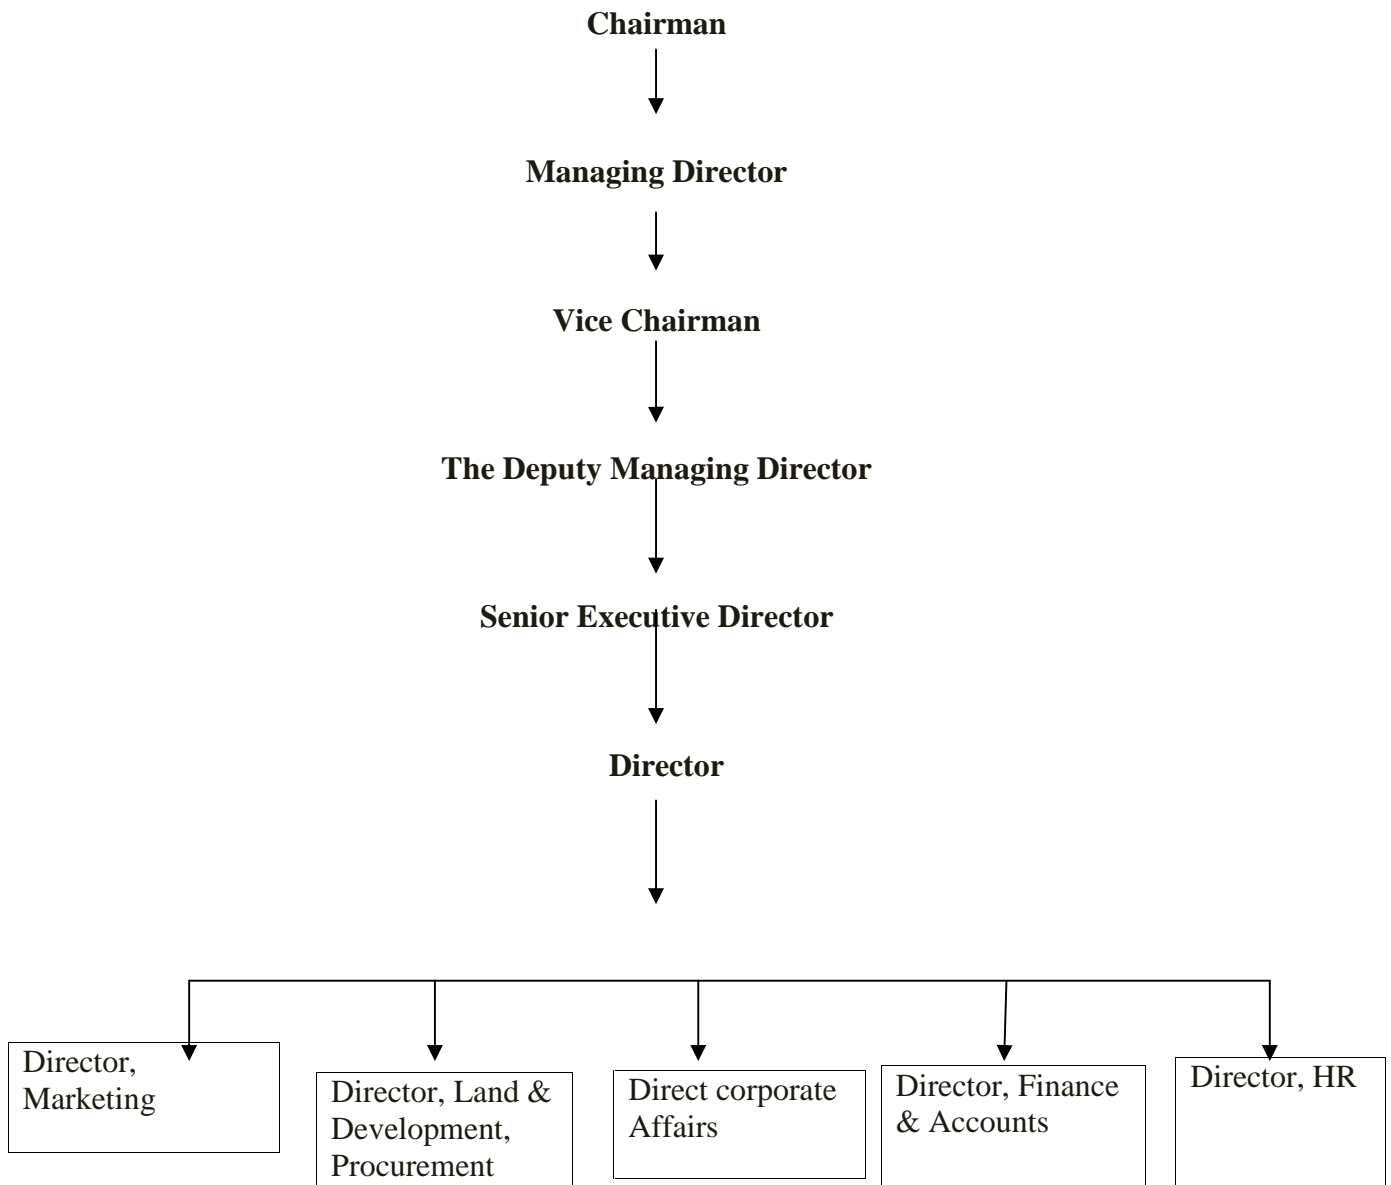 Chairman
Managing Director
Vice Chairman
The Deputy Managing Director
Senior Executive Director
Director
Director,
Marketing
Director, Land &
Development,
Procurement
Direct corporate
Affairs
Director, Finance
& Accounts
Director, HR